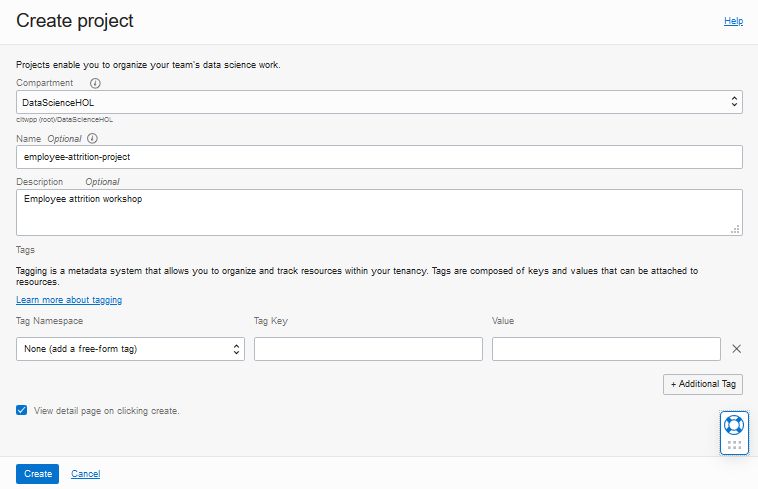 Create project
Help
Projects enable you to organize your team's data science work.
Compartment
DataScienceHOL
citwpp (root)/DataScienceHOL
Name Optional
employee-attrition-project
Description Optional
Employee attrition workshop
Tags
Tagging is a metadata system that allows you to organize and track resources within your tenancy. Tags are composed of keys and values that can be attached to
resources.
Learn more about tagging
Tag Namespace Tag Key Value
None (add a free-form tag)
+ Additional Tag
View detail page on clicking create.
Create Cancel